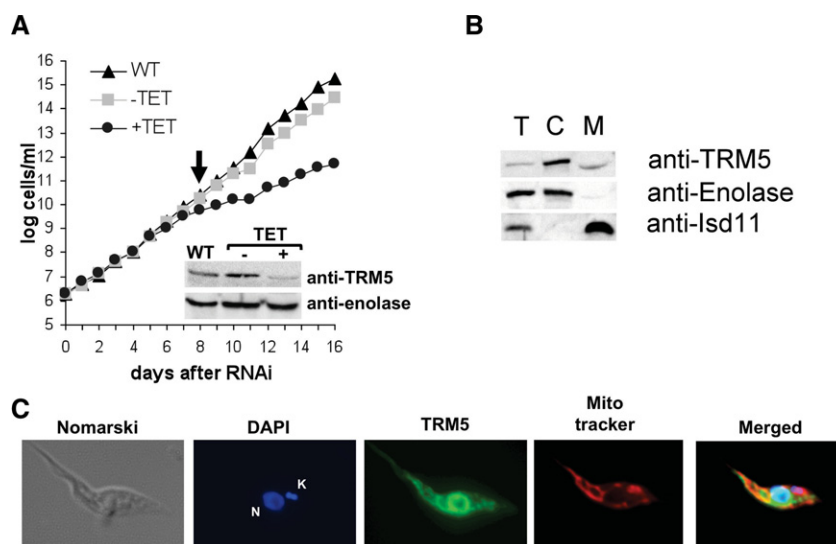 A
WT
-TET
+TET
log cells/ml
16
15
14
13
12
11
10
9
8
7
6
5
0 2 4 6 8 10 12 14 16
days after RNAi
TET
WT - +
anti-TRM5
anti-enolase
B
T C M
anti-TRM5
anti-Enolase
anti-Isd11
C
Nomarski
DAPI
N
K
TRM5
Mito
tracker
Merged